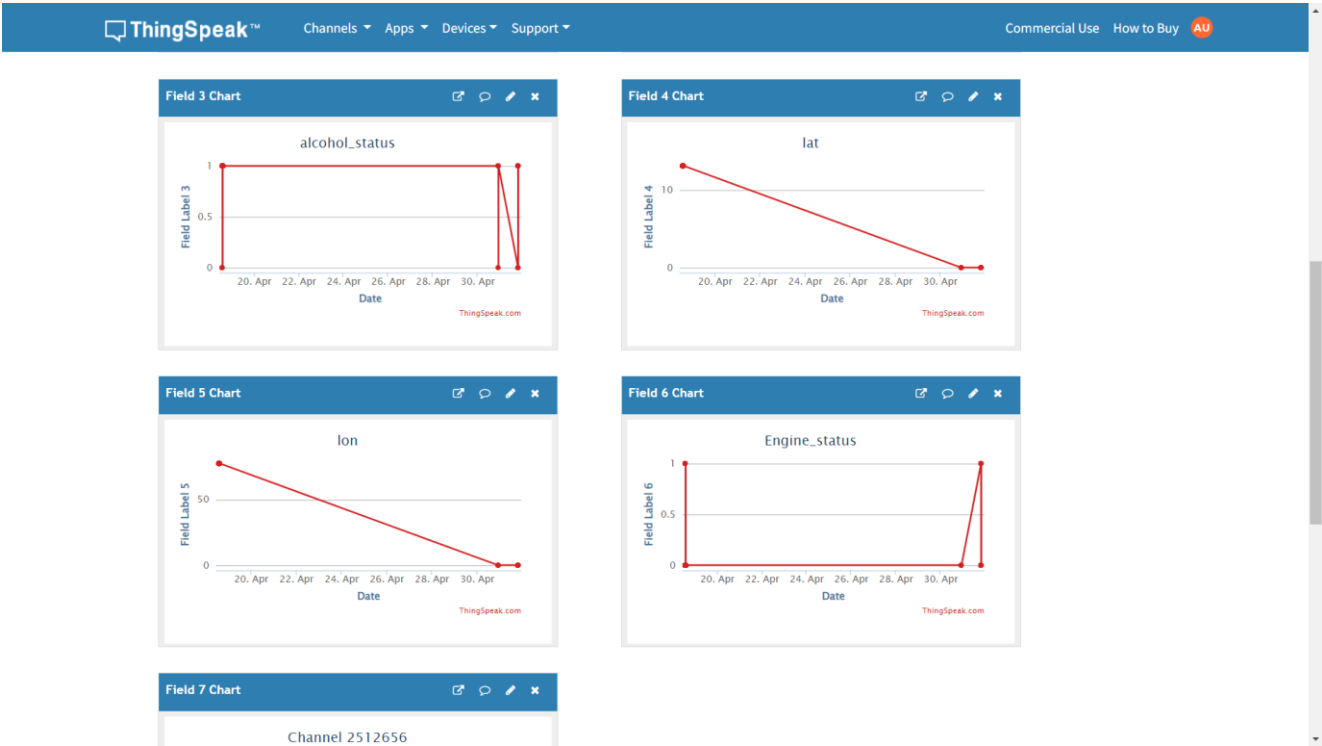 ThingSpeak™ Channels Apps Devices Support Commercial Use How to Buy AU
Field 3 Chart
alcohol_status
Field Label 3
1
0.5
0
20. Apr 22. Apr 24. Apr 26. Apr 28. Apr 30. Apr
Date
ThingSpeak.com
Field 4 Chart
lat
Field Label 4
10
0
20. Apr 22. Apr 24. Apr 26. Apr 28. Apr 30. Apr
Date
ThingSpeak.com
Field 5 Chart
lon
Field Label 5
50
0
20. Apr 22. Apr 24. Apr 26. Apr 28. Apr 30. Apr
Date
ThingSpeak.com
Field 6 Chart
Engine_status
Field Label 6
1
0.5
0
20. Apr 22. Apr 24. Apr 26. Apr 28. Apr 30. Apr
Date
ThingSpeak.com
Field 7 Chart
Channel 2512656